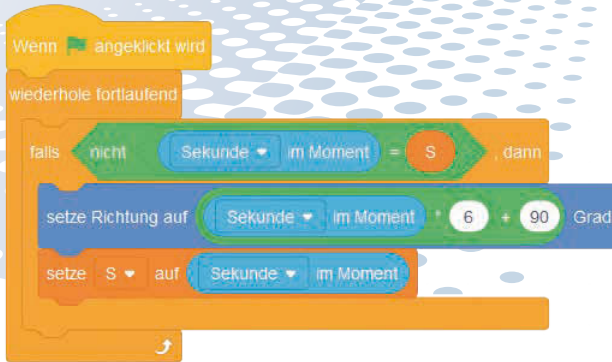 Wenn angeklickt wird
wiederhole fortlaufend
falls nicht Sekunde im Moment = S , dann
setze Richtung auf Sekunde im Moment * 6 + 90 Grad
setze S auf Sekunde im Moment